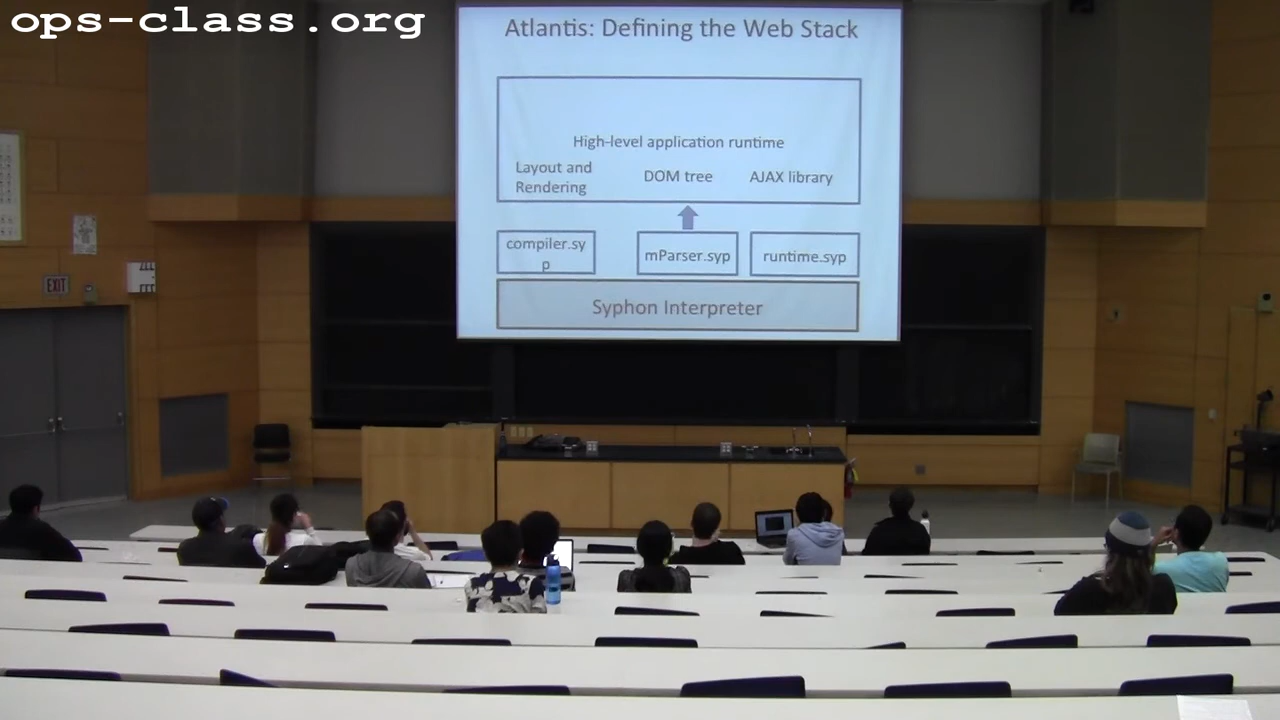 ops-class.org
Atlantis: Defining the Web Stack
High-level application runtime
Layout and
Rendering
DOM tree
AJAX library
compiler.sy
p
mParser.syp
runtime.syp
Syphon Interpreter
EXIT